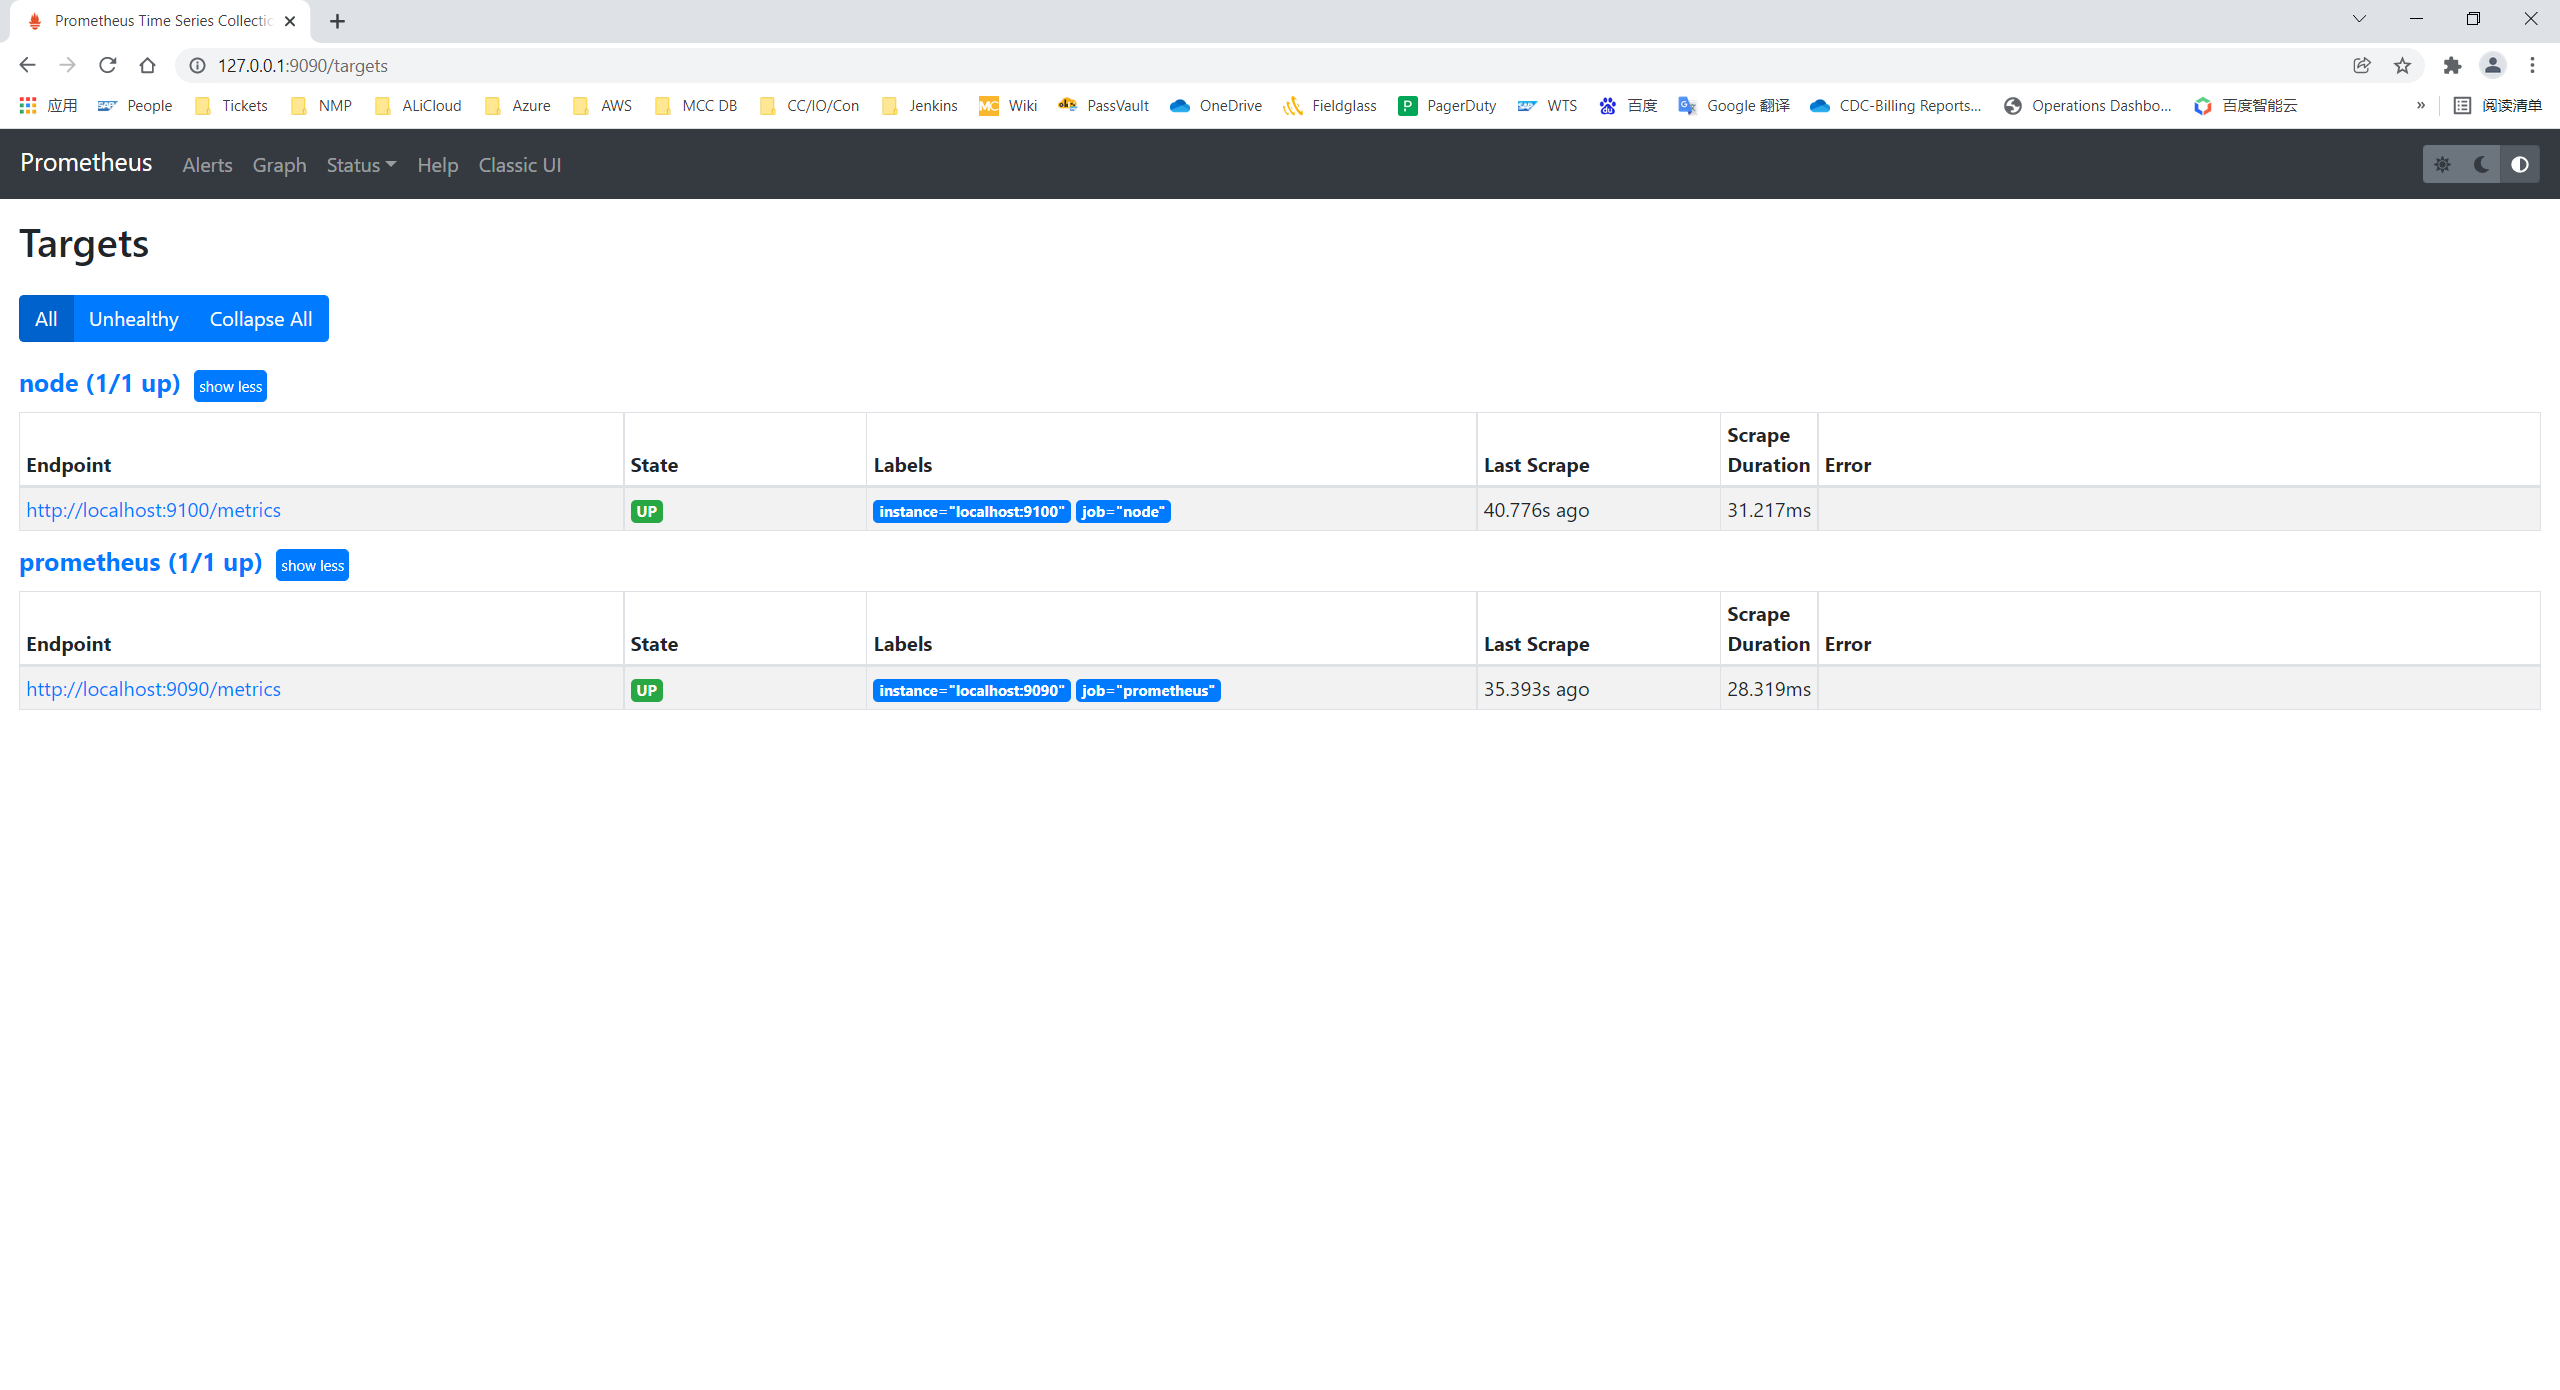 Prometheus Time Series Collectio
127.0.0.1:9090/targets
应用 People Tickets NMP ALiCloud Azure AWS MCC DB CC/IO/Con Jenkins Wiki PassVault OneDrive Fieldglass PagerDuty WTS 百度 Google 翻译 CDC-Billing Reports... Operations Dashbo... 百度智能云 » 阅读清单
Prometheus Alerts Graph Status Help Classic UI
Targets
All Unhealthy Collapse All
node (1/1 up) show less
Endpoint State Labels Last Scrape Scrape Duration Error
http://localhost:9100/metrics UP instance="localhost:9100" job="node" 40.776s ago 31.217ms
prometheus (1/1 up) show less
Endpoint State Labels Last Scrape Scrape Duration Error
http://localhost:9090/metrics UP instance="localhost:9090" job="prometheus" 35.393s ago 28.319ms